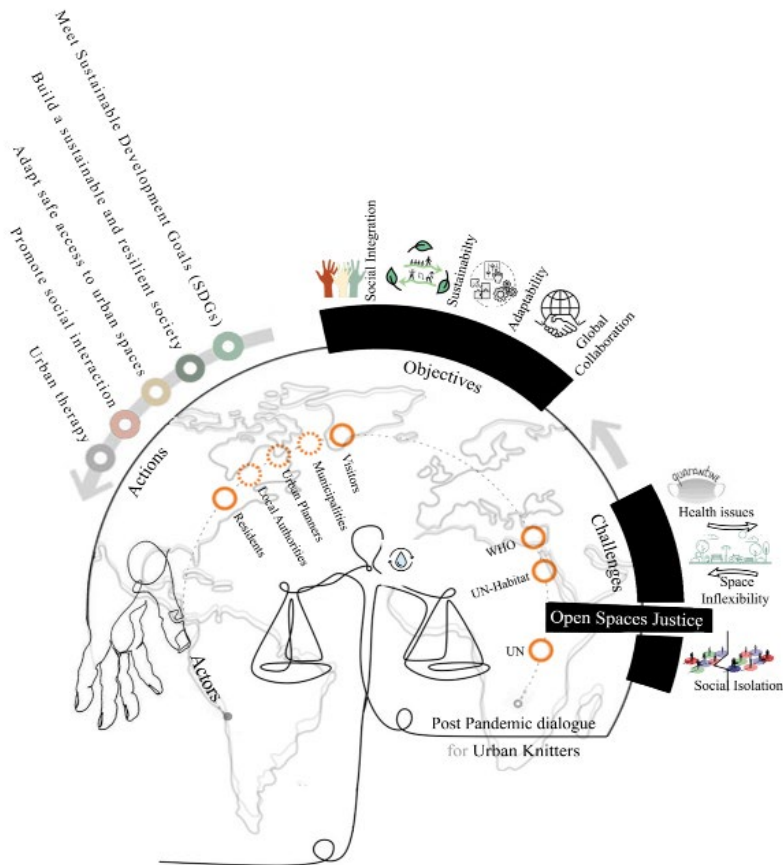 Meet Sustainable Development Goals (SDGs)
Build a sustainable and resilient society
Adapt safe access to urban spaces
Promote social interaction
Urban therapy
Actions
Social Integration
Sustainabilty
Adaptability
Global
Collaboration
Objectives
quarantine
Health issues
Space
Inflexibility
Challenges
Open Spaces Justice
Social Isolation
Residents
Local Authorities
Urban Planners
Municipalities
Visitors
WHO
UN-Habitat
UN
Actors
Post Pandemic dialogue
for Urban Knitters